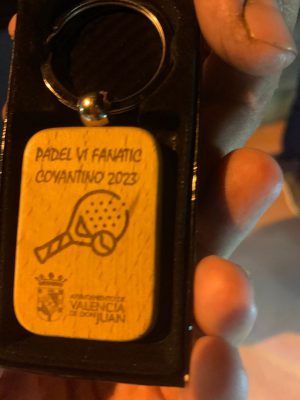 PADEL VI FANATIC
COYANTINO 2023
AYUNTAMIENTO DE
VALENCIA
DE DON JUAN